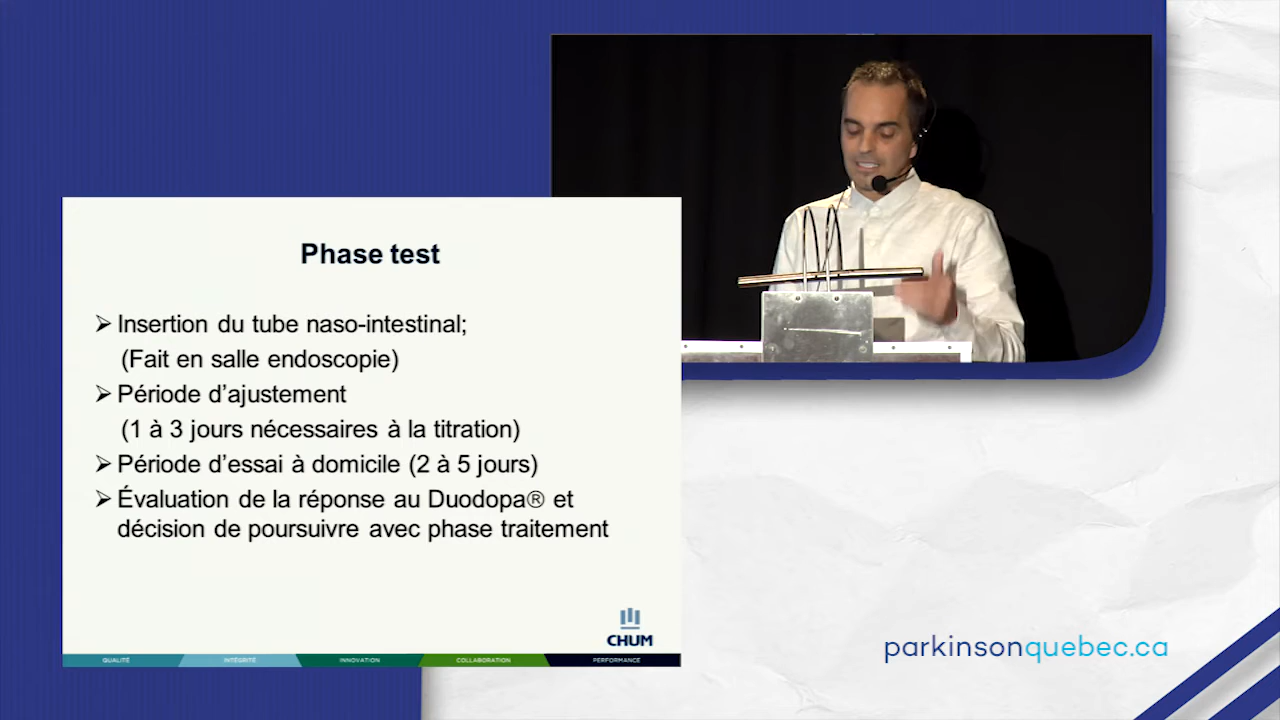 Phase test
➢ Insertion du tube naso-intestinal;
(Fait en salle endoscopie)
➢ Période d’ajustement
(1 à 3 jours nécessaires à la titration)
➢ Période d’essai à domicile (2 à 5 jours)
➢ Évaluation de la réponse au Duodopa® et
décision de poursuivre avec phase traitement
CHUM
QUALITÉ INTÉGRITÉ INNOVATION COLLABORATION PERFORMANCE
parkinsonquebec.ca